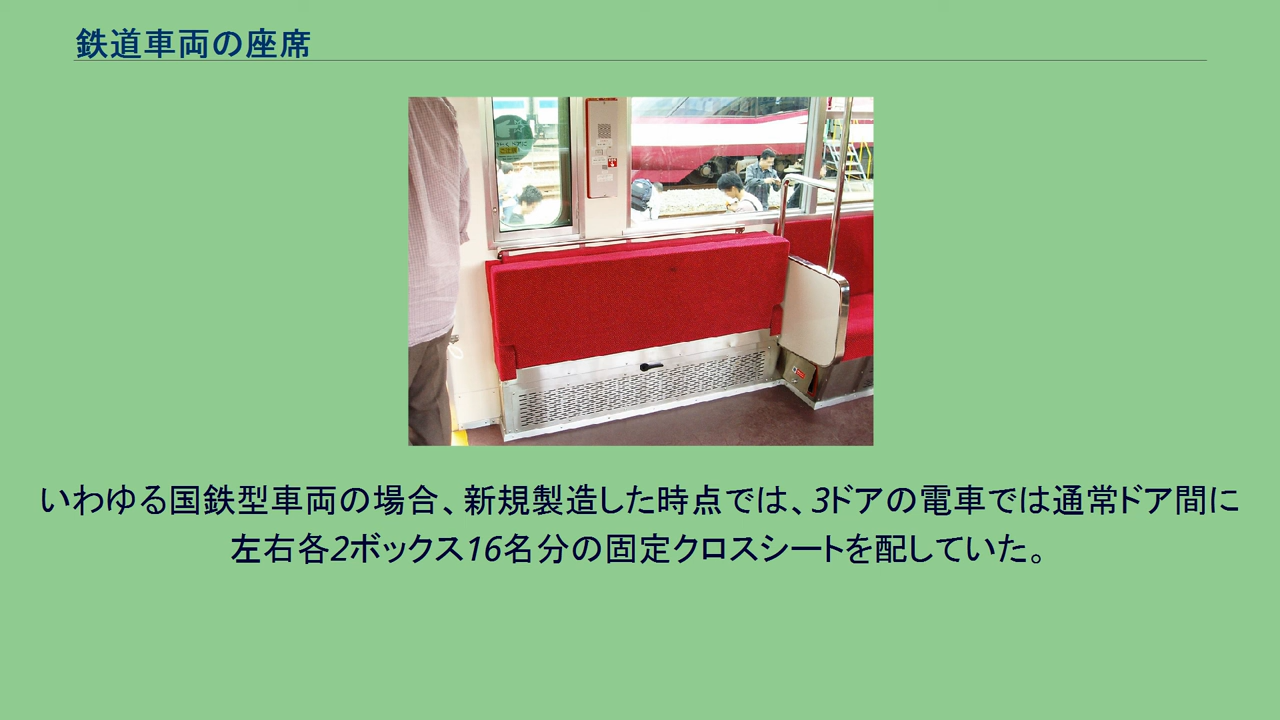 鉄道車両の座席
いわゆる国鉄型車両の場合、新規製造した時点では、3ドアの電車では通常ドア間に
左右各2ボックス16名分の固定クロスシートを配していた。